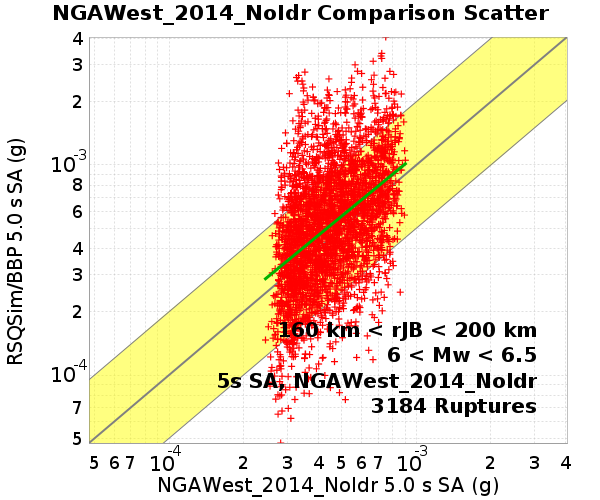 NGAWest_2014_NoIdr Comparison Scatter
RSQSim/BBP 5.0 s SA (g)
4
3
2
10-3
8
6
4
3
2
10-4
7
5
160 km < rJB < 200 km
6 < Mw < 6.5
5s SA, NGAWest_2014_NoIdr
3184 Ruptures
5 6 7 10-4 2 3 4 5 6 7 10-3 2 3 4
NGAWest_2014_NoIdr 5.0 s SA (g)